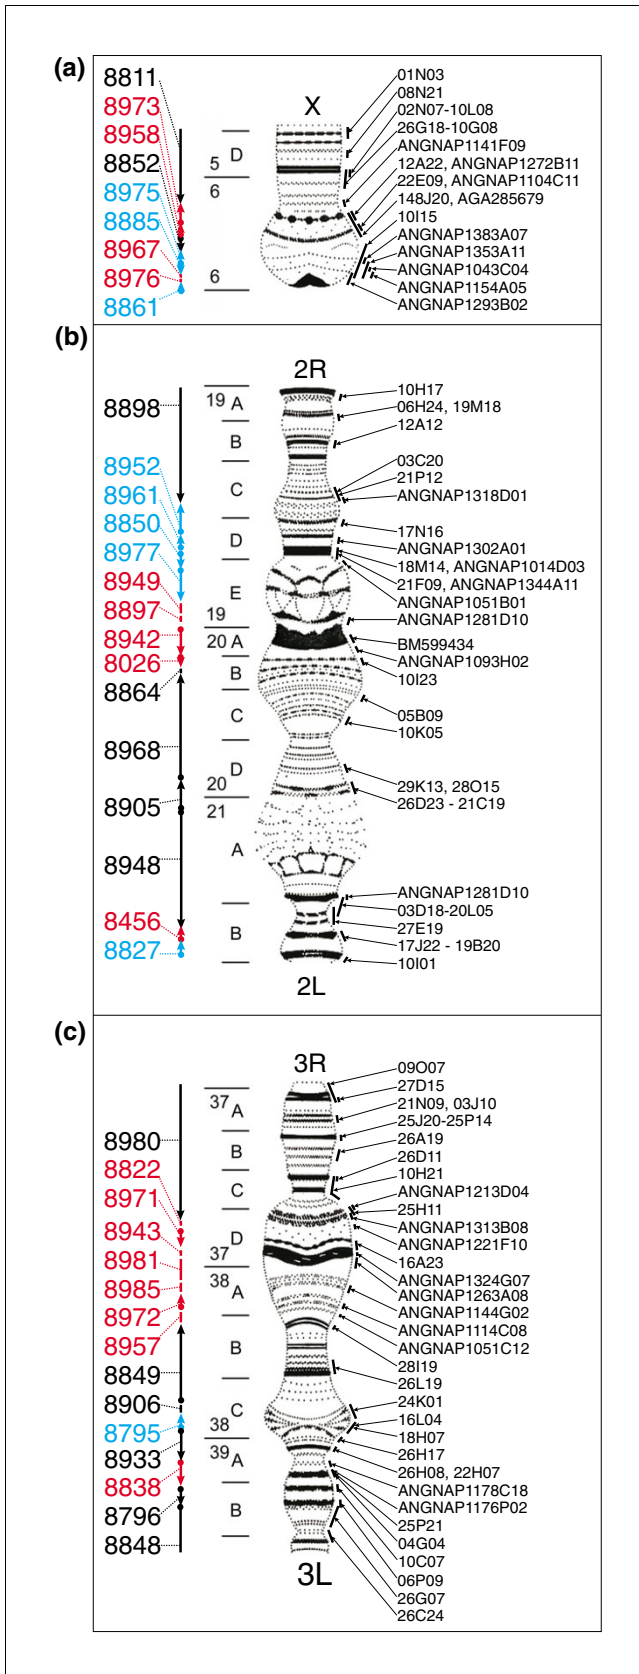 (a)
X
8811
8973
8958
8852
8975
8885
8967
8976
8861
D
5
6
6
01N03
08N21
02N07-10L08
26G18-10G08
ANGNAP1141F09
12A22, ANGNAP1272B11
22E09, ANGNAP1104C11
148J20, AGA285679
10I15
ANGNAP1383A07
ANGNAP1353A11
ANGNAP1043C04
ANGNAP1154A05
ANGNAP1293B02
(b)
2R
8898
8952
8961
8850
8977
8949
8897
8942
8026
8864
8968
8905
8948
8456
8827
19 A
B
C
D
E
19
20 A
B
C
D
20
21
A
B
10H17
06H24, 19M18
12A12
03C20
21P12
ANGNAP1318D01
17N16
ANGNAP1302A01
18M14, ANGNAP1014D03
21F09, ANGNAP1344A11
ANGNAP1051B01
ANGNAP1281D10
BM599434
ANGNAP1093H02
10I23
05B09
10K05
29K13, 28O15
26D23 - 21C19
ANGNAP1281D10
03D18-20L05
27E19
17J22 - 19B20
10I01
2L
(c)
3R
8980
8822
8971
8943
8981
8985
8972
8957
8849
8906
8795
8933
8838
8796
8848
37 A
B
C
D
37
38 A
B
C
38
39 A
B
09O07
27D15
21N09, 03J10
25J20-25P14
26A19
26D11
10H21
ANGNAP1213D04
25H11
ANGNAP1313B08
ANGNAP1221F10
16A23
ANGNAP1324G07
ANGNAP1263A08
ANGNAP1144G02
ANGNAP1114C08
ANGNAP1051C12
28I19
26L19
24K01
16L04
18H07
26H17
26H08, 22H07
ANGNAP1178C18
ANGNAP1176P02
25P21
04G04
10C07
06P09
26G07
26C24
3L